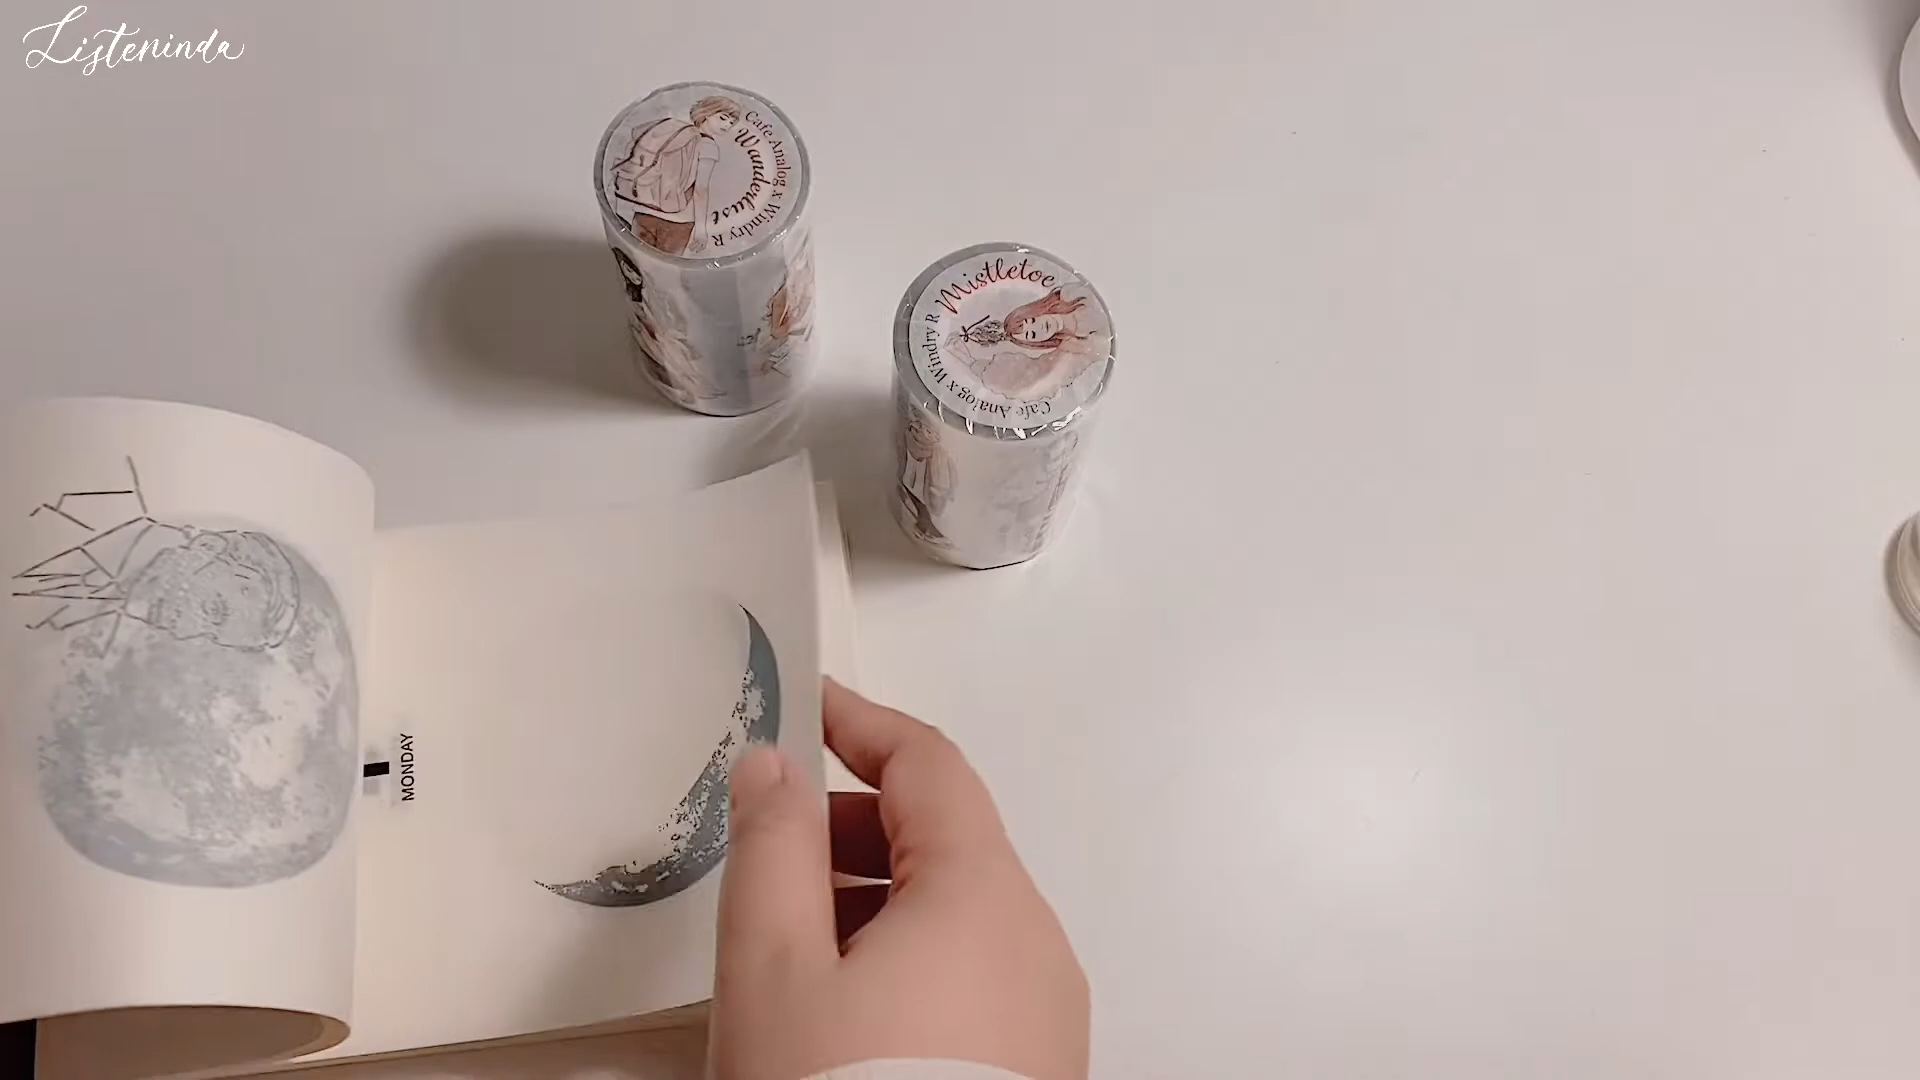 Listeninda
Cafe Analog x Windry R
Wanderlust
Mistletoe
Cafe Analog x Windry R
MONDAY